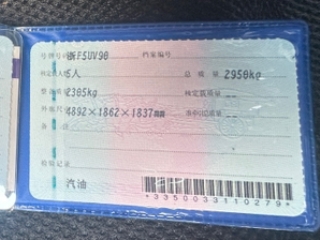 号牌号码 浙F5UV90 档案编号
核定载人数 5人 总质量 2950kg
整备质量 2305kg 核定载质量 --
外廓尺寸 4892×1862×1837mm 准牵引总质量 --
备注
检验记录
汽油
*3350033110279*